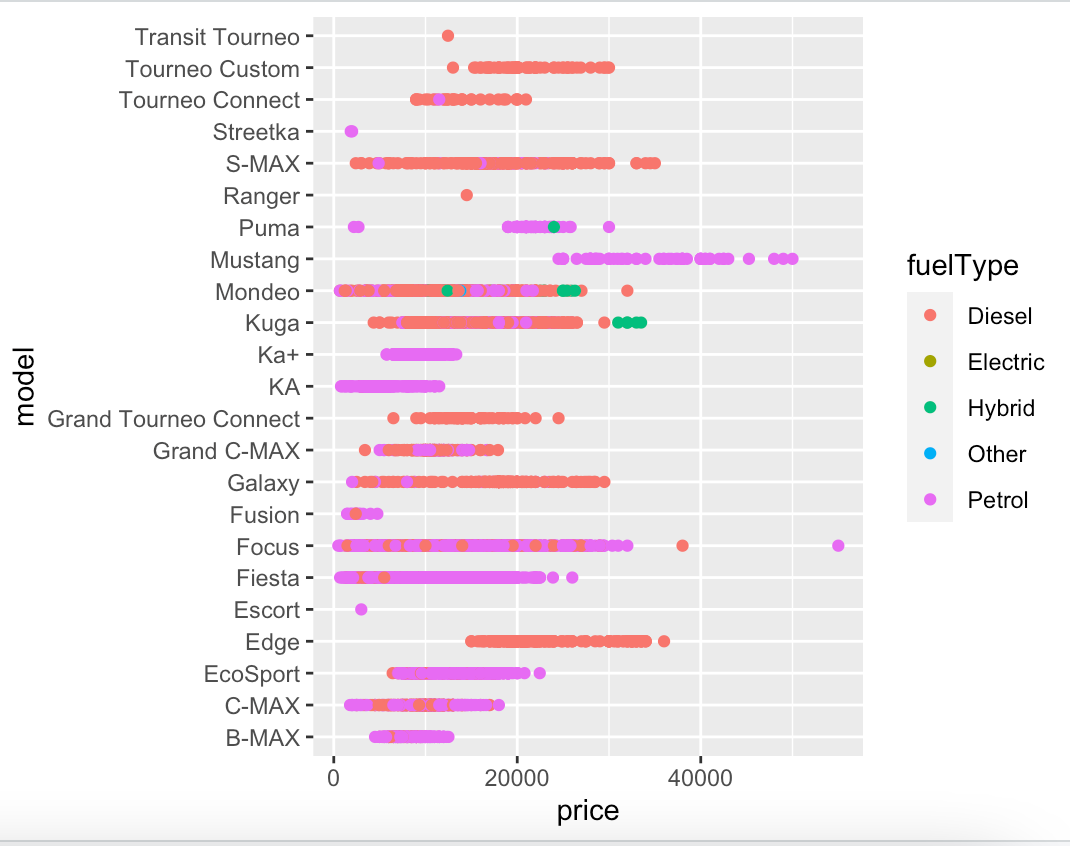 Transit Tourneo
Tourneo Custom
Tourneo Connect
Streetka
S-MAX
Ranger
Puma
Mustang
Mondeo
Kuga
Ka+
KA
Grand Tourneo Connect
Grand C-MAX
Galaxy
Fusion
Focus
Fiesta
Escort
Edge
EcoSport
C-MAX
B-MAX
model
0 20000 40000
price
fuelType
Diesel
Electric
Hybrid
Other
Petrol